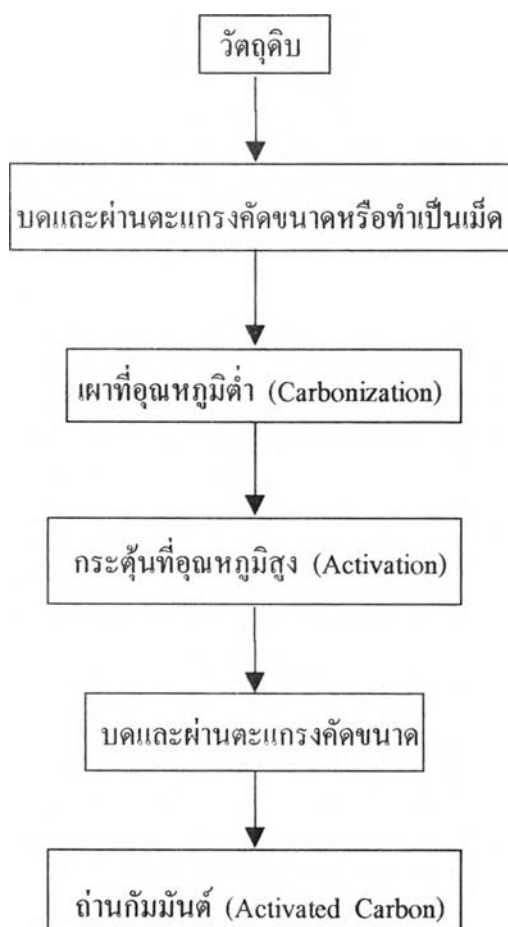 วัตถุดิบ
บดและผ่านตะแกรงคัดขนาดหรือทำเป็นเม็ด
เผาที่อุณหภูมิต่ำ (Carbonization)
กระตุ้นที่อุณหภูมิสูง (Activation)
บดและผ่านตะแกรงคัดขนาด
ถ่านกัมมันต์ (Activated Carbon)